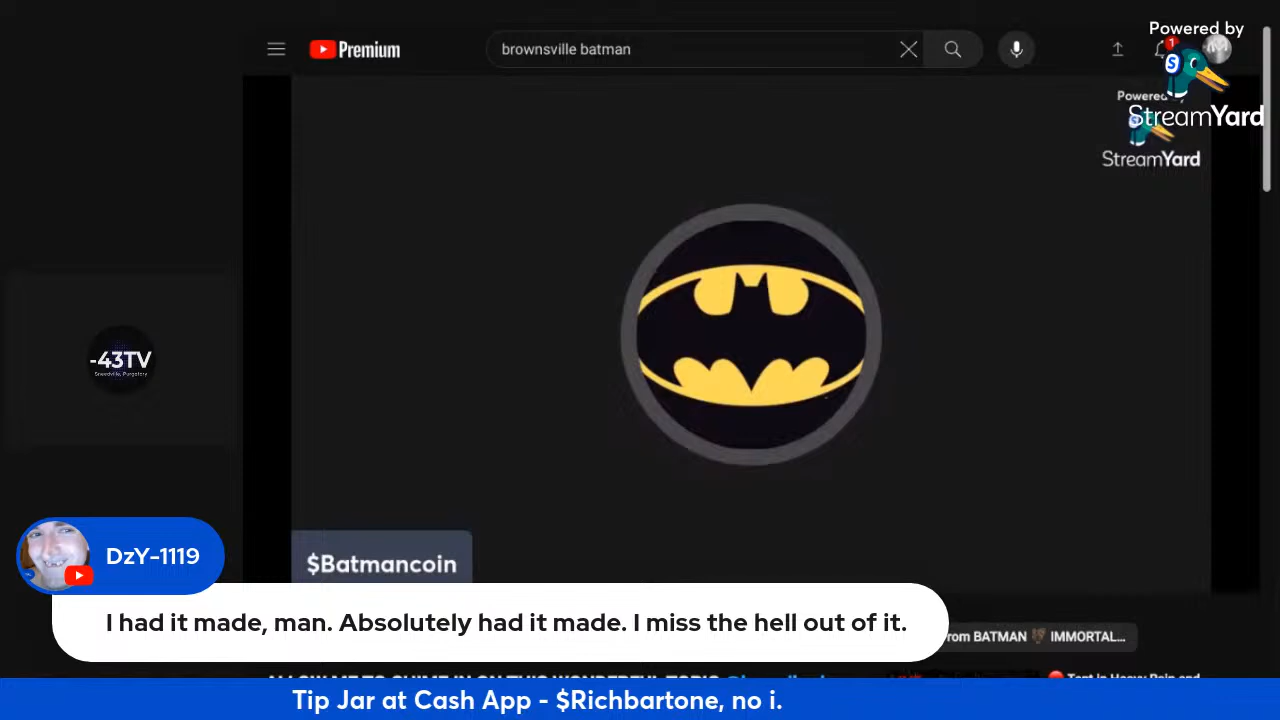 Powered by
StreamYard
Premium
brownsville batman
1
StreamYard
-43TV
$Batmancoin
DzY-1119
I had it made, man. Absolutely had it made. I miss the hell out of it.
BATMAN IMMORTAL...
Tip Jar at Cash App - $Richbartone, no i.